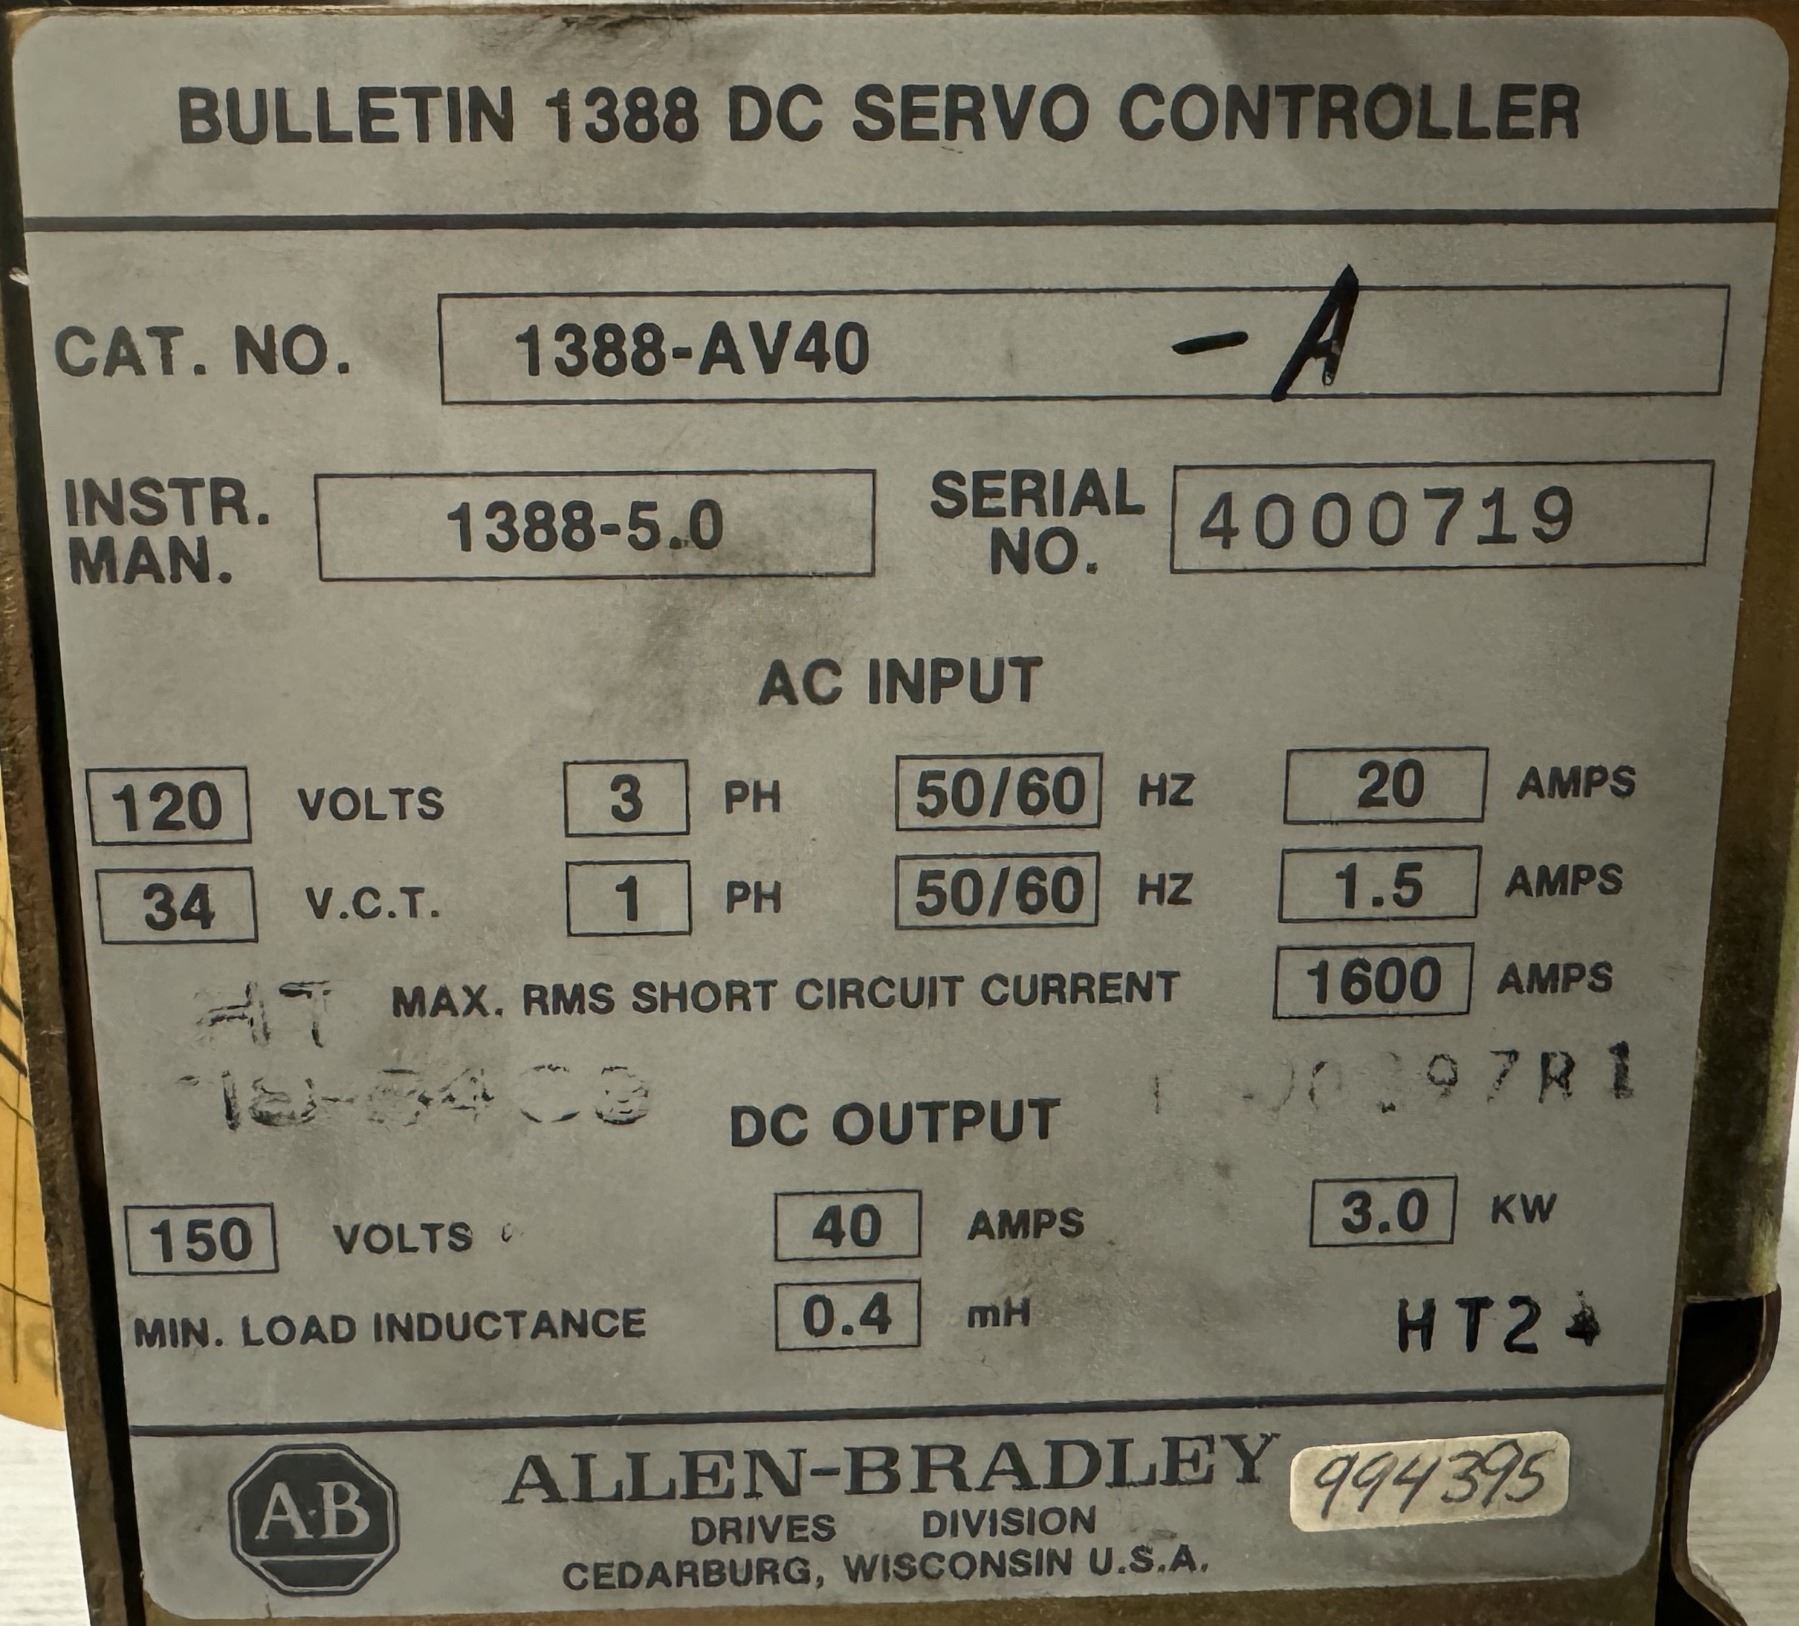 BULLETIN 1388 DC SERVO CONTROLLER
CAT. NO. 1388-AV40 -A
INSTR. MAN. 1388-5.0 SERIAL NO. 4000719
AC INPUT
120 VOLTS 3 PH 50/60 HZ 20 AMPS
34 V.C.T. 1 PH 50/60 HZ 1.5 AMPS
HT MAX. RMS SHORT CIRCUIT CURRENT 1600 AMPS
DC OUTPUT
150 VOLTS 40 AMPS 3.0 KW
MIN. LOAD INDUCTANCE 0.4 mH
A-B ALLEN-BRADLEY 994395
DRIVES DIVISION
CEDARBURG, WISCONSIN U.S.A.